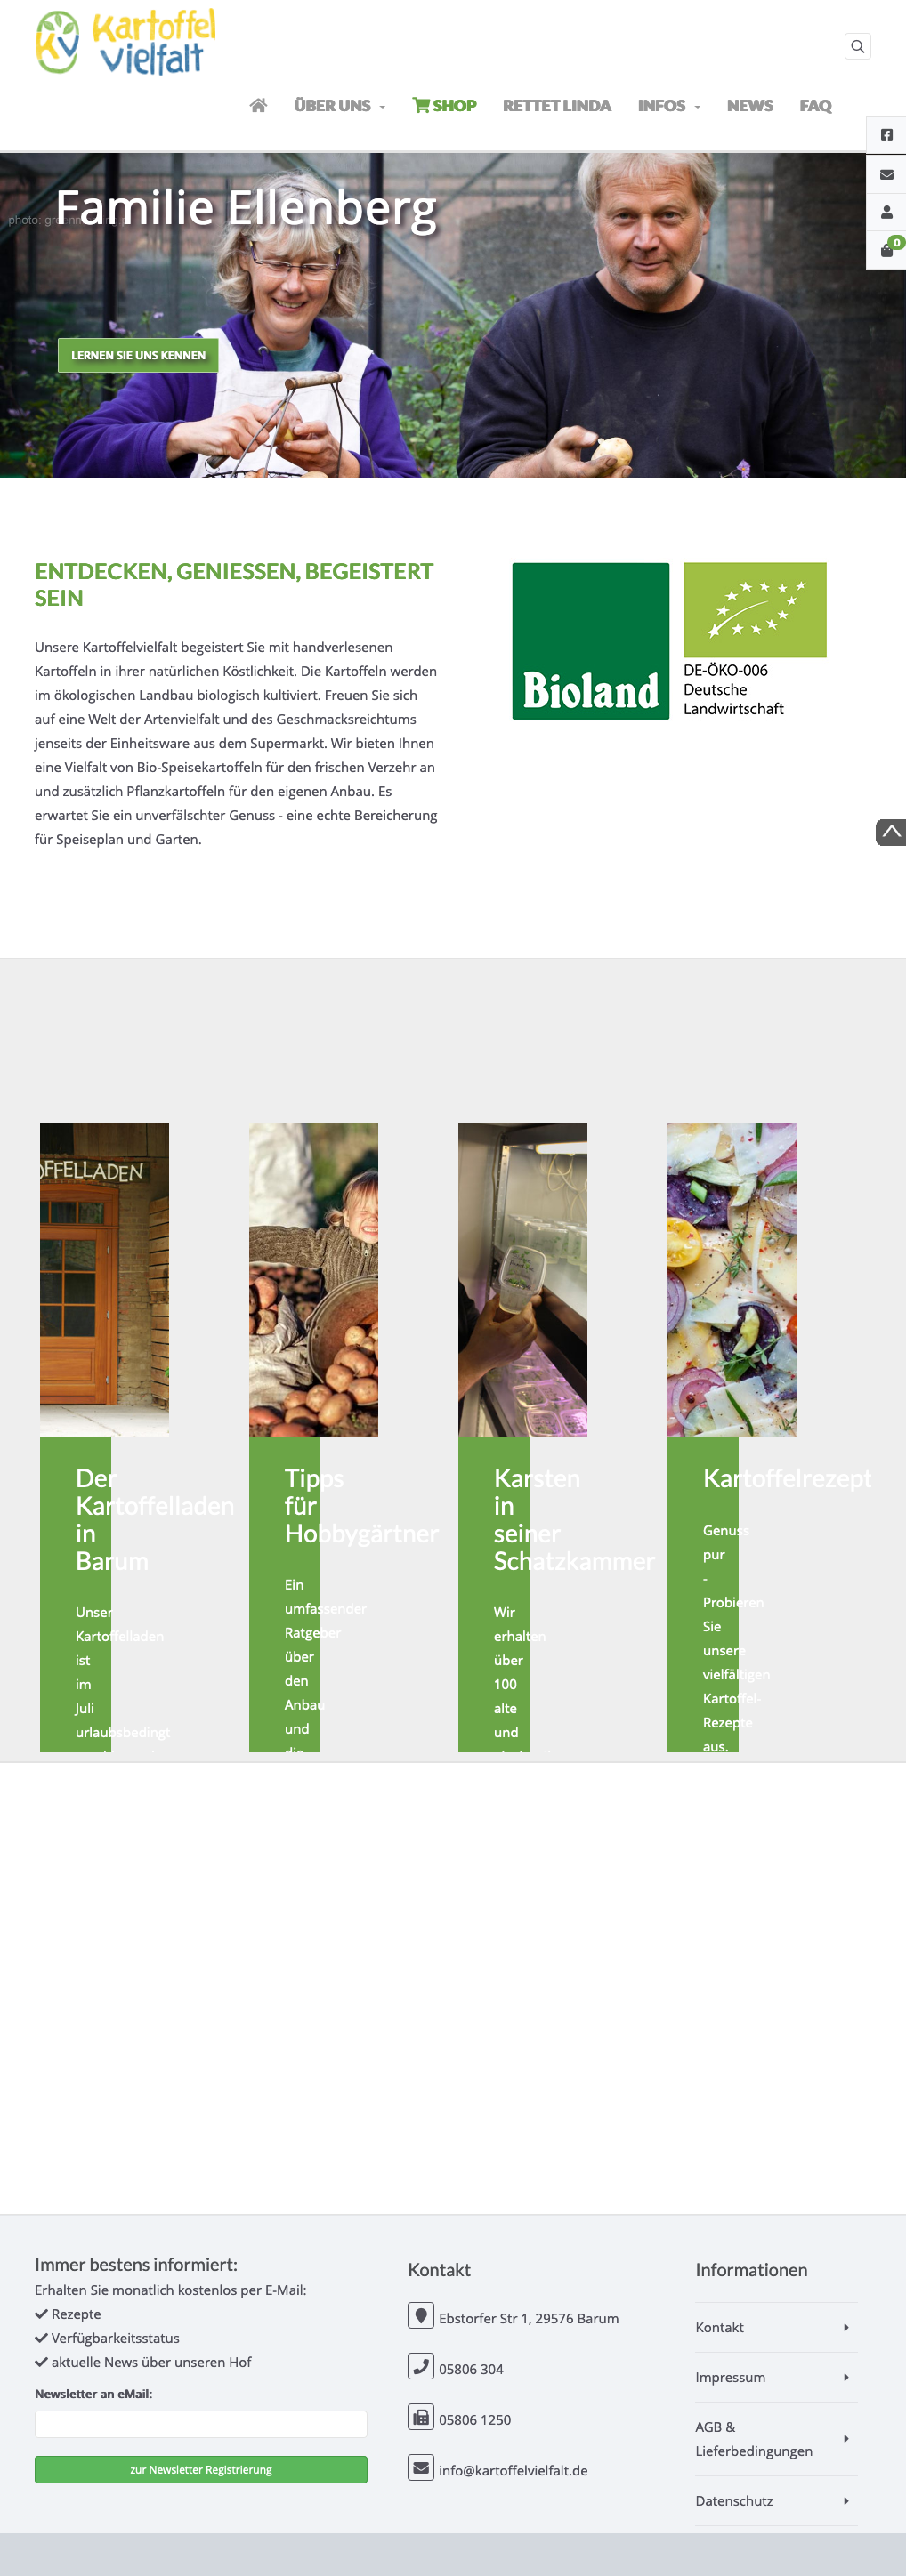 Kartoffel
Vielfalt
ÜBER UNS
SHOP
RETTET LINDA
INFOS
NEWS
FAQ
photo:
Familie Ellenberg
0
LERNEN SIE UNS KENNEN
ENTDECKEN, GENIESSEN, BEGEISTERT
SEIN
Unsere Kartoffelvielfalt begeistert Sie mit handverlesenen
Kartoffeln in ihrer natürlichen Köstlichkeit. Die Kartoffeln werden
im ökologischen Landbau biologisch kultiviert. Freuen Sie sich
auf eine Welt der Artenvielfalt und des Geschmacksreichtums
jenseits der Einheitsware aus dem Supermarkt. Wir bieten Ihnen
eine Vielfalt von Bio-Speisekartoffeln für den frischen Verzehr an
und zusätzlich Pflanzkartoffeln für den eigenen Anbau. Es
erwartet Sie ein unverfälschter Genuss - eine echte Bereicherung
für Speiseplan und Garten.
Bioland
DE-ÖKO-006
Deutsche
Landwirtschaft
OFFELLADEN
Der
Kartoffelladen
in
Barum
Unser
Kartoffelladen
ist
im
Juli
urlaubsbedingt
Tipps
für
Hobbygärtner
Ein
umfassender
Ratgeber
über
den
Anbau
und
die
Karsten
in
seiner
Schatzkammer
Wir
erhalten
über
100
alte
und
Kartoffelrezept
Genuss
pur
-
Probieren
Sie
unsere
vielfältigen
Kartoffel-
Rezepte
aus.
Immer bestens informiert:
Erhalten Sie monatlich kostenlos per E-Mail:
Rezepte
Verfügbarkeitsstatus
aktuelle News über unseren Hof
Newsletter an eMail:
zur Newsletter Registrierung
Kontakt
Ebstorfer Str 1, 29576 Barum
05806 304
05806 1250
info@kartoffelvielfalt.de
Informationen
Kontakt
Impressum
AGB &
Lieferbedingungen
Datenschutz